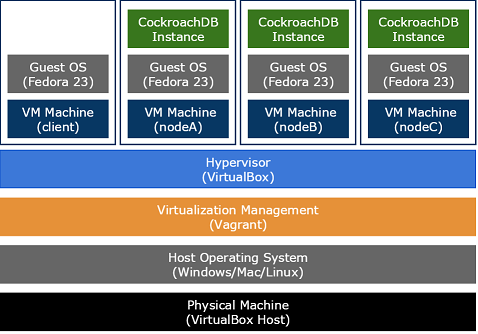 CockroachDB
Instance
CockroachDB
Instance
CockroachDB
Instance
Guest OS
(Fedora 23)
Guest OS
(Fedora 23)
Guest OS
(Fedora 23)
Guest OS
(Fedora 23)
VM Machine
(client)
VM Machine
(nodeA)
VM Machine
(nodeB)
VM Machine
(nodeC)
Hypervisor
(VirtualBox)
Virtualization Management
(Vagrant)
Host Operating System
(Windows/Mac/Linux)
Physical Machine
(VirtualBox Host)